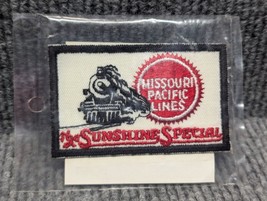 MISSOURI
PACIFIC
LINES
The SUNSHINE SPECIAL